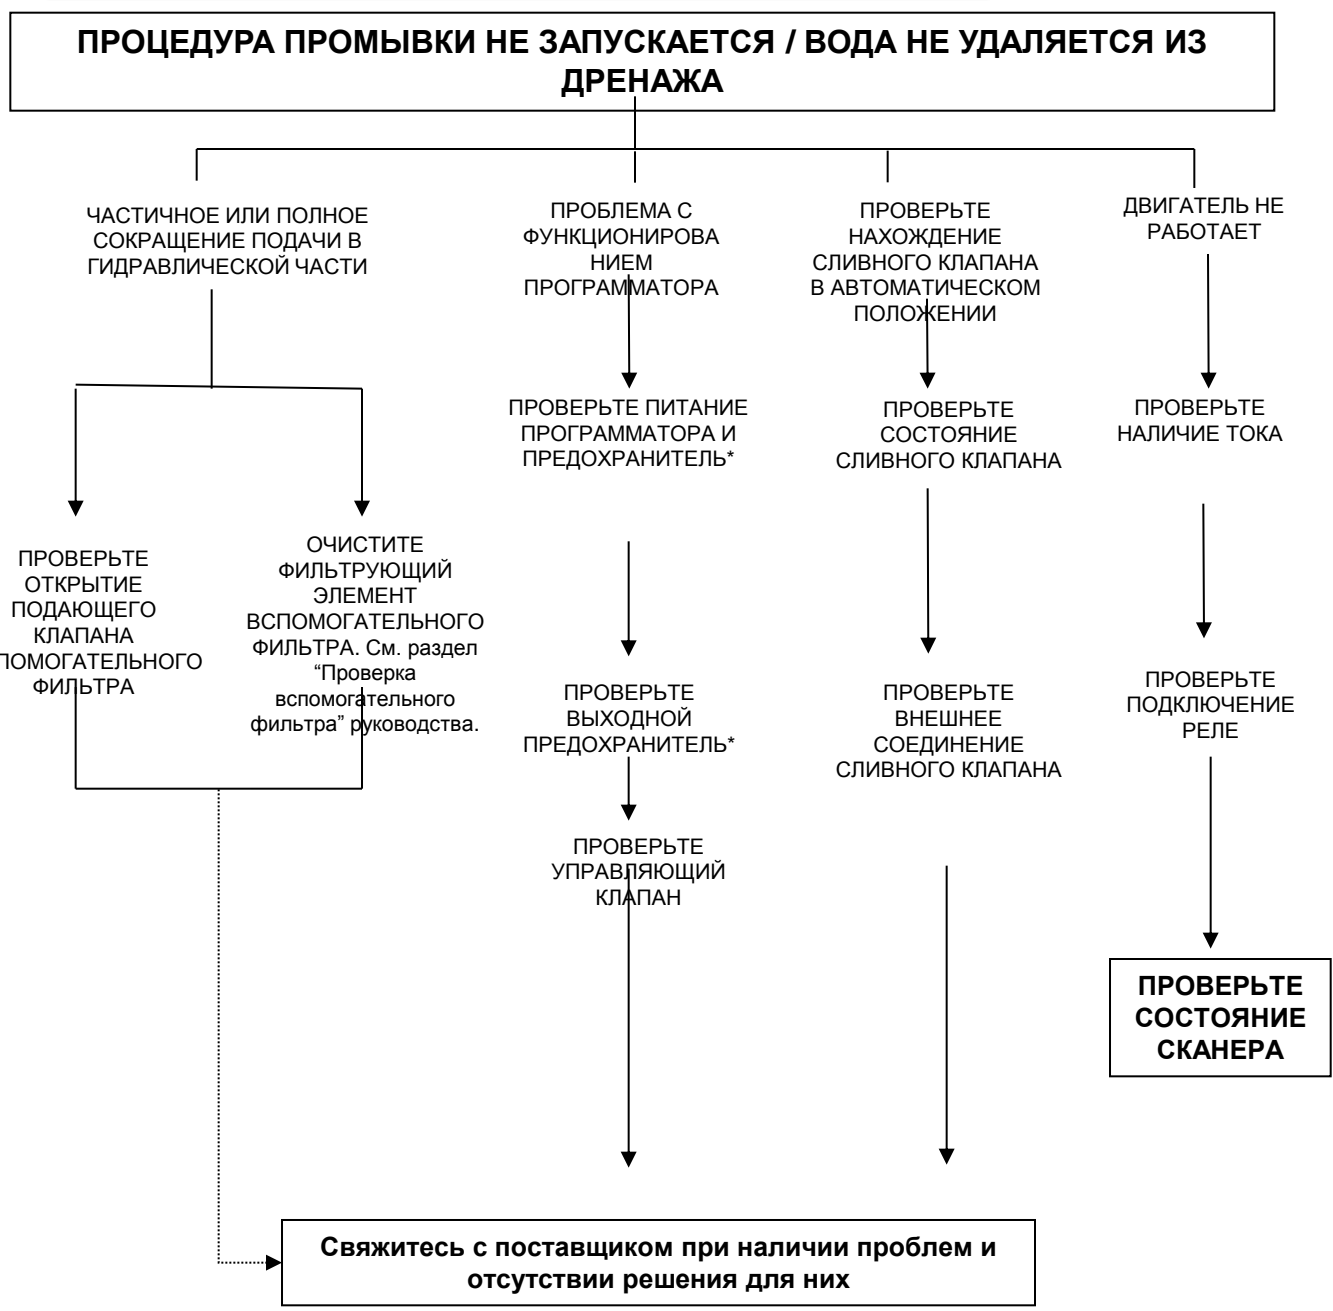 ПРОЦЕДУРА ПРОМЫВКИ НЕ ЗАПУСКАЕТСЯ / ВОДА НЕ УДАЛЯЕТСЯ ИЗ
ДРЕНАЖА
ЧАСТИЧНОЕ ИЛИ ПОЛНОЕ
СОКРАЩЕНИЕ ПОДАЧИ В
ГИДРАВЛИЧЕСКОЙ ЧАСТИ
ПРОБЛЕМА С
ФУНКЦИОНИРОВА
НИЕМ
ПРОГРАММАТОРА
ПРОВЕРЬТЕ
НАХОЖДЕНИЕ
СЛИВНОГО КЛАПАНА
В АВТОМАТИЧЕСКОМ
ПОЛОЖЕНИИ
ДВИГАТЕЛЬ НЕ
РАБОТАЕТ
ПРОВЕРЬТЕ ПИТАНИЕ
ПРОГРАММАТОРА И
ПРЕДОХРАНИТЕЛЬ*
ПРОВЕРЬТЕ
СОСТОЯНИЕ
СЛИВНОГО КЛАПАНА
ПРОВЕРЬТЕ
НАЛИЧИЕ ТОКА
ПРОВЕРЬТЕ
ОТКРЫТИЕ
ПОДАЮЩЕГО
КЛАПАНА
ПОМОГАТЕЛЬНОГО
ФИЛЬТРА
ОЧИСТИТЕ
ФИЛЬТРУЮЩИЙ
ЭЛЕМЕНТ
ВСПОМОГАТЕЛЬНОГО
ФИЛЬТРА. См. раздел
“Проверка
вспомогательного
фильтра” руководства.
ПРОВЕРЬТЕ
ВЫХОДНОЙ
ПРЕДОХРАНИТЕЛЬ*
ПРОВЕРЬТЕ
ВНЕШНЕЕ
СОЕДИНЕНИЕ
СЛИВНОГО КЛАПАНА
ПРОВЕРЬТЕ
ПОДКЛЮЧЕНИЕ
РЕЛЕ
ПРОВЕРЬТЕ
УПРАВЛЯЮЩИЙ
КЛАПАН
ПРОВЕРЬТЕ
СОСТОЯНИЕ
СКАНЕРА
Свяжитесь с поставщиком при наличии проблем и
отсутствии решения для них